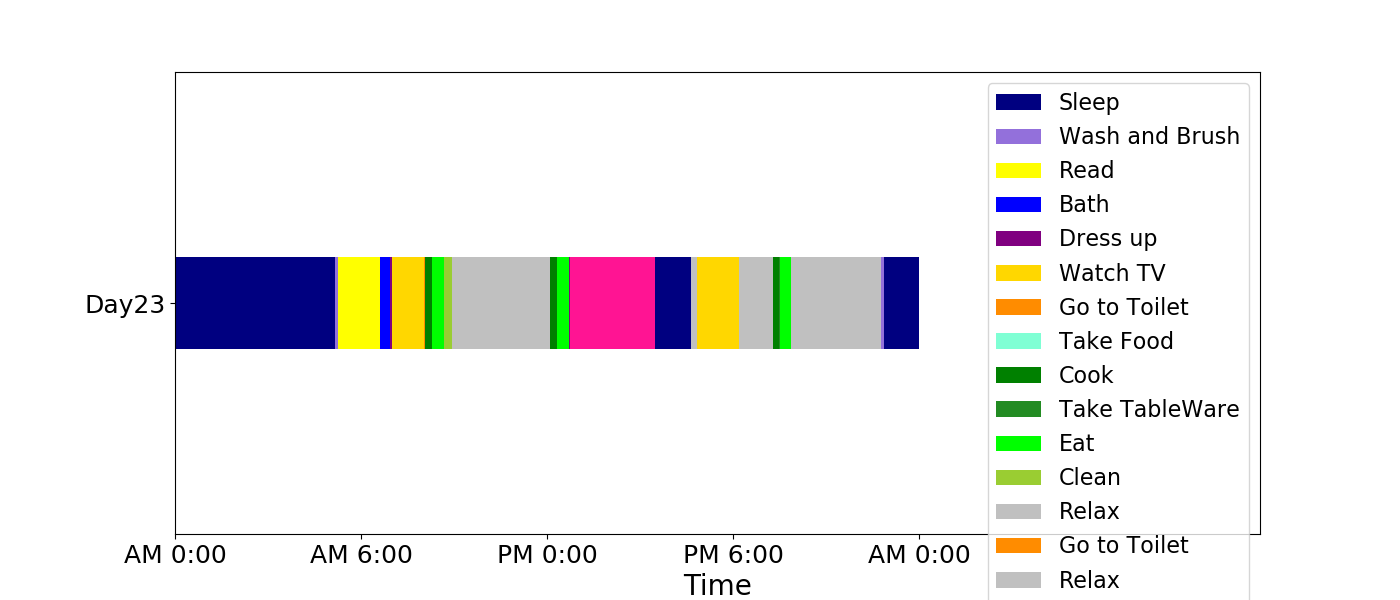 Sleep
Wash and Brush
Read
Bath
Dress up
Watch TV
Go to Toilet
Take Food
Cook
Take TableWare
Eat
Clean
Relax
Go to Toilet
Relax
Day23
AM 0:00 AM 6:00 PM 0:00 PM 6:00 AM 0:00
Time